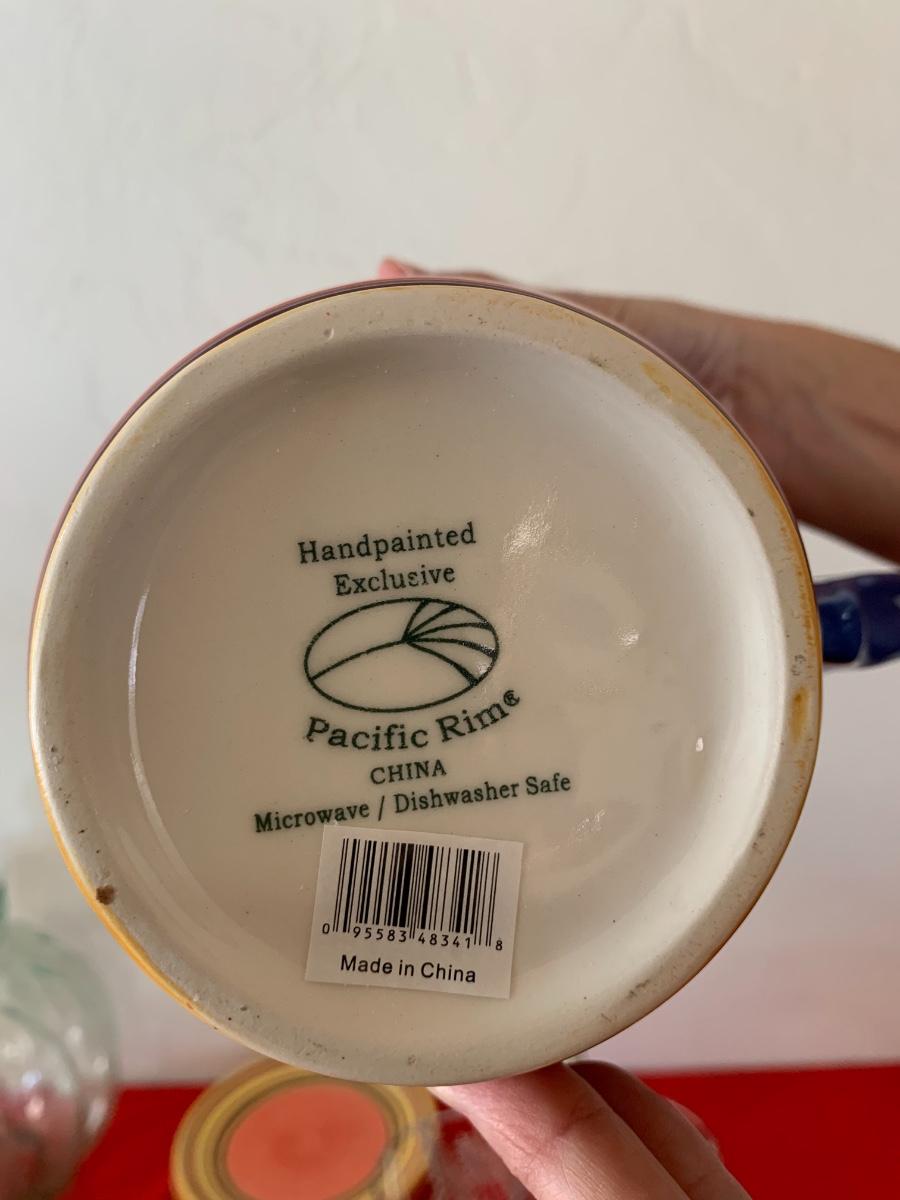 Handpainted
Exclusive
Pacific Rim®
CHINA
Microwave / Dishwasher Safe
0 95583 48341 8
Made in China